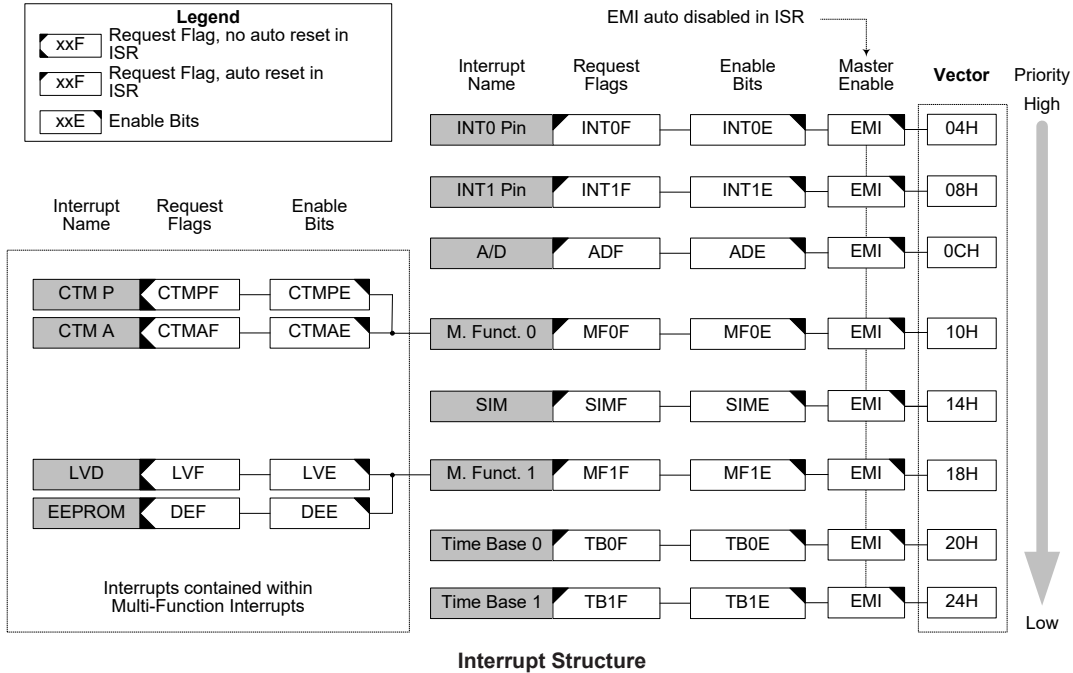 Legend
xxF Request Flag, no auto reset in
ISR
xxF Request Flag, auto reset in
ISR
xxE Enable Bits
EMI auto disabled in ISR
Interrupt Name Request Flags Enable Bits Master Enable Vector Priority
High
INT0 Pin INT0F INT0E EMI 04H
INT1 Pin INT1F INT1E EMI 08H
Interrupt Name Request Flags Enable Bits
A/D ADF ADE EMI 0CH
CTM P CTMPF CTMPE
CTM A CTMAF CTMAE M. Funct. 0 MF0F MF0E EMI 10H
SIM SIMF SIME EMI 14H
LVD LVF LVE M. Funct. 1 MF1F MF1E EMI 18H
EEPROM DEF DEE
Time Base 0 TB0F TB0E EMI 20H
Interrupts contained within
Multi-Function Interrupts
Time Base 1 TB1F TB1E EMI 24H
Low
Interrupt Structure